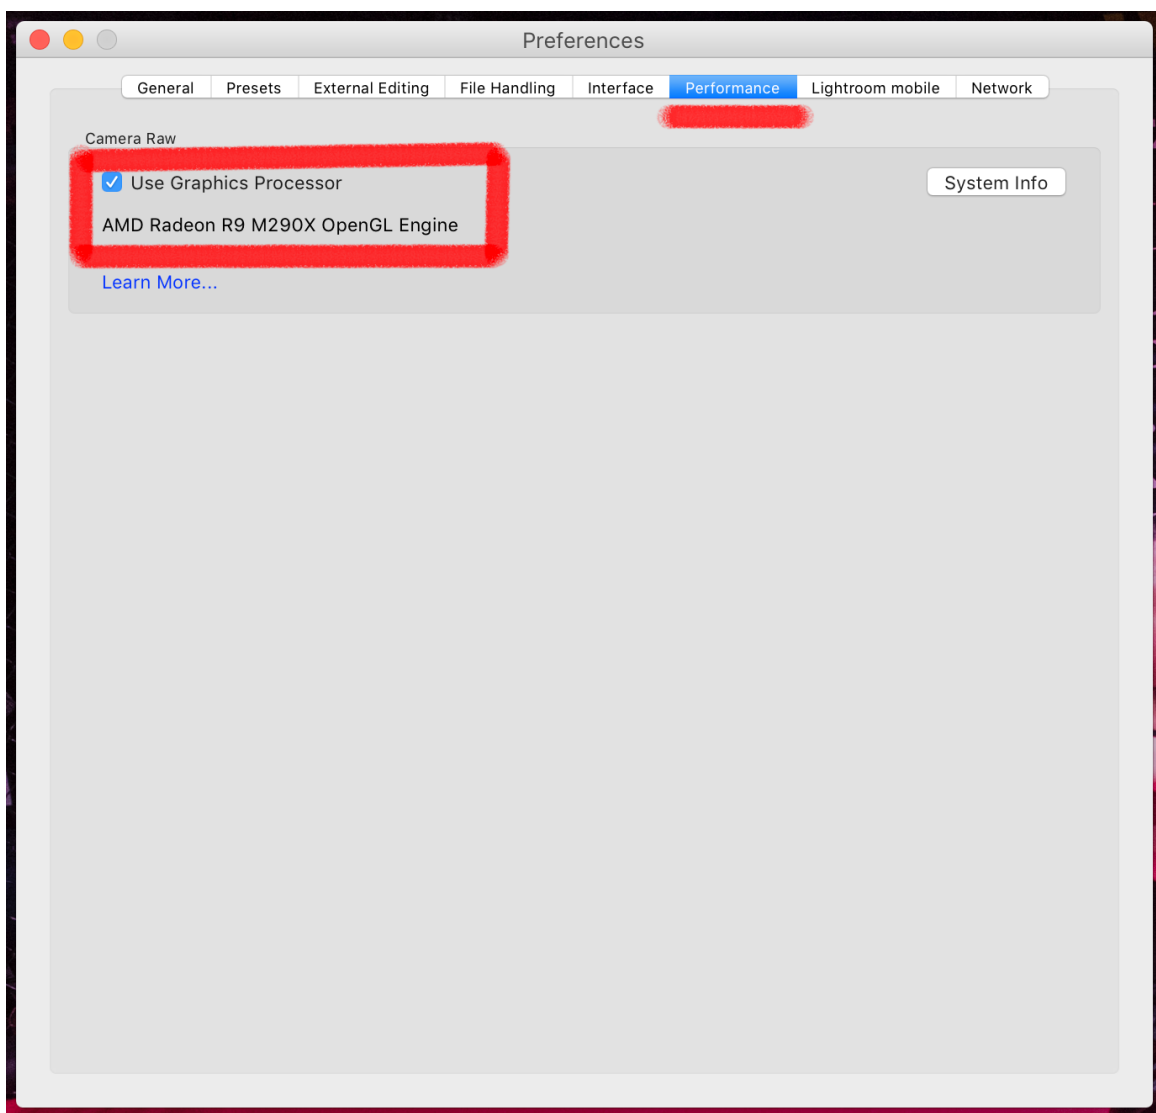 Preferences
General Presets External Editing File Handling Interface Performance Lightroom mobile Network
Camera Raw
Use Graphics Processor System Info
AMD Radeon R9 M290X OpenGL Engine
Learn More...